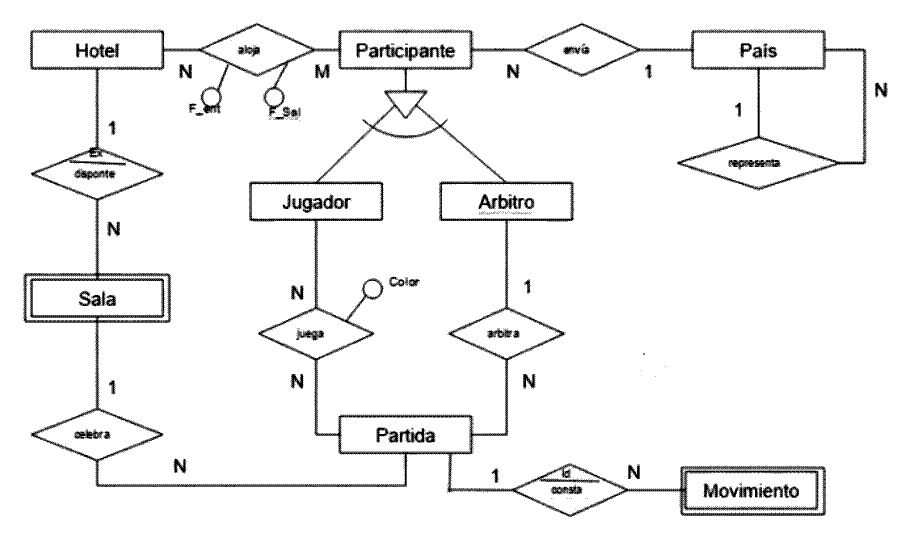 Hotel
aloja
Participante
envía
País
N
M
N
1
N
F_ent
F_Sal
1
1
Ex
disponte
representa
Jugador
Arbitro
N
Sala
Color
N
1
juega
arbitra
N
N
1
celebra
Partida
N
1
Id
consta
N
Movimiento